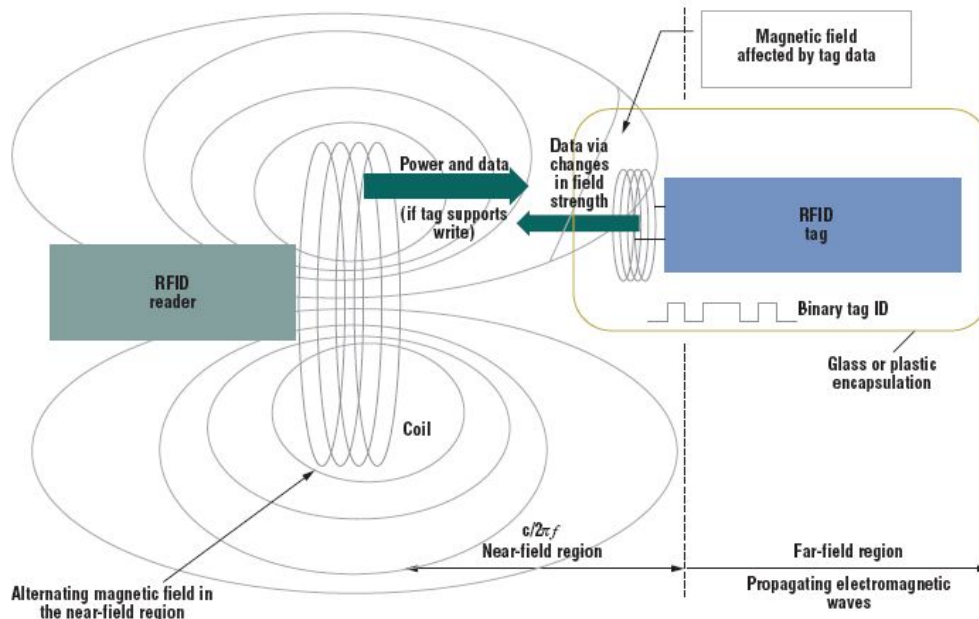 Magnetic field
affected by tag data
Power and data
(if tag supports
write)
Data via
changes
in field
strength
RFID
reader
RFID
tag
Binary tag ID
Glass or plastic
encapsulation
Coil
c/2πf
Near-field region
Far-field region
Propagating electromagnetic
waves
Alternating magnetic field in
the near-field region